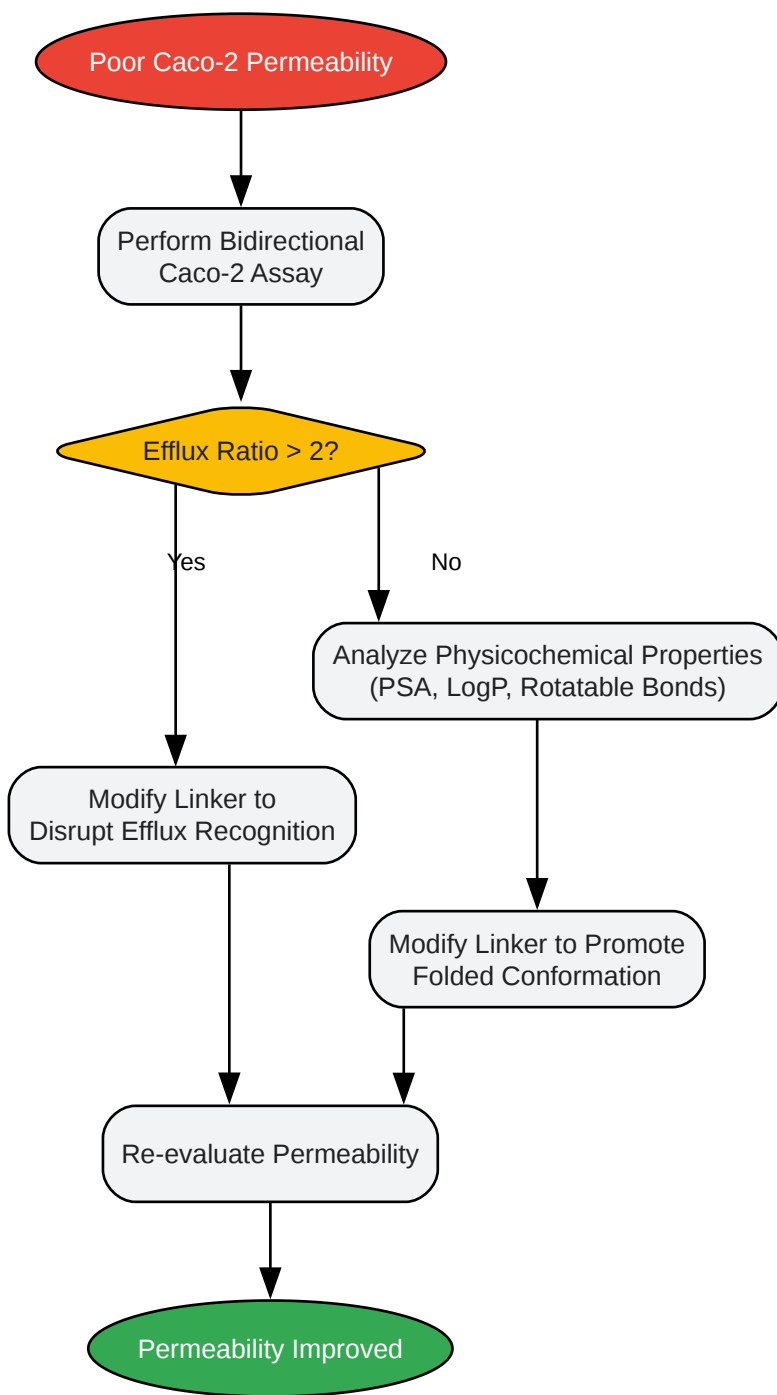 Poor Caco-2 Permeability
Perform Bidirectional
Caco-2 Assay
Efflux Ratio > 2?
Yes
No
Analyze Physicochemical Properties
(PSA, LogP, Rotatable Bonds)
Modify Linker to
Disrupt Efflux Recognition
Modify Linker to Promote
Folded Conformation
Re-evaluate Permeability
Permeability Improved